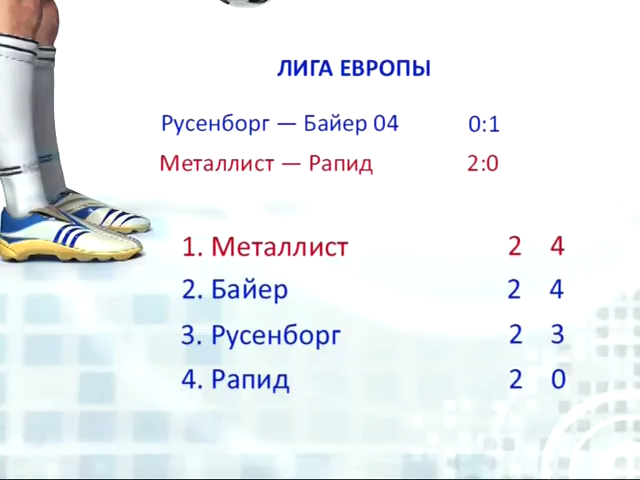 ЛИГА ЕВРОПЫ
Русенборг — Байер 04 0:1
Металлист — Рапид 2:0
1. Металлист 2 4
2. Байер 2 4
3. Русенборг 2 3
4. Рапид 2 0